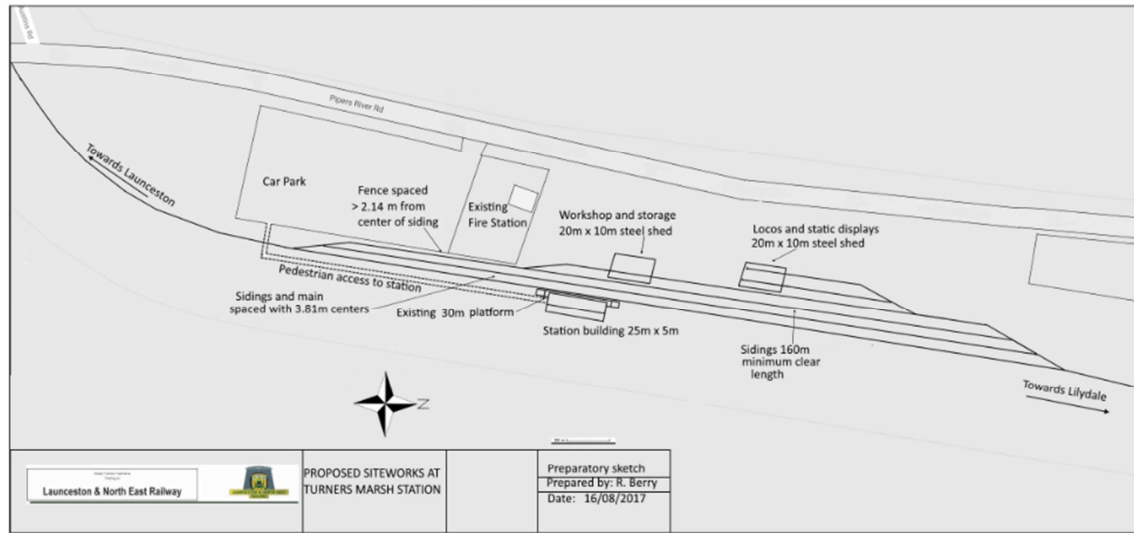 Pipers River Rd
Towards Launceston
Car Park
Fence spaced
> 2.14 m from
center of siding
Existing
Fire Station
Workshop and storage
20m x 10m steel shed
Locos and static displays
20m x 10m steel shed
Pedestrian access to station
Sidings and main
spaced with 3.81m centers
Existing 30m platform
Station building 25m x 5m
Sidings 160m
minimum clear
length
Towards Lilydale
N
Launceston & North East Railway
PROPOSED SITEWORKS AT
TURNERS MARSH STATION
Preparatory sketch
Prepared by: R. Berry
Date: 16/08/2017